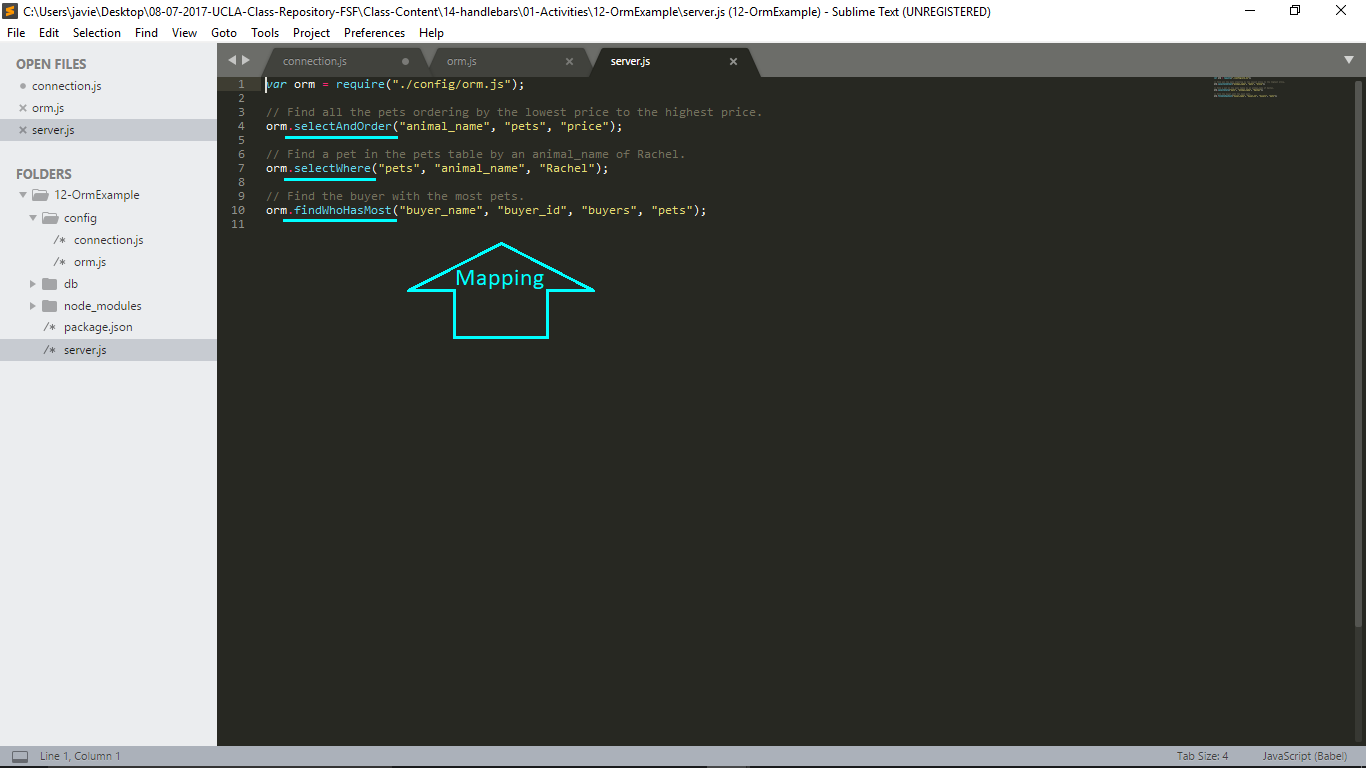 C:\Users\javie\Desktop\08-07-2017-UCLA-Class-Repository-FSF\Class-Content\14-handlebars\01-Activities\12-OrmExample\server.js (12-OrmExample) - Sublime Text (UNREGISTERED)
File Edit Selection Find View Goto Tools Project Preferences Help
OPEN FILES
connection.js
orm.js
server.js
FOLDERS
12-OrmExample
config
connection.js
orm.js
db
node_modules
package.json
server.js
connection.js orm.js server.js
1 var orm = require("./config/orm.js");
2
3 // Find all the pets ordering by the lowest price to the highest price.
4 orm.selectAndOrder("animal_name", "pets", "price");
5
6 // Find a pet in the pets table by an animal_name of Rachel.
7 orm.selectWhere("pets", "animal_name", "Rachel");
8
9 // Find the buyer with the most pets.
10 orm.findWhoHasMost("buyer_name", "buyer_id", "buyers", "pets");
11
Mapping
Line 1, Column 1 Tab Size: 4 JavaScript (Babel)